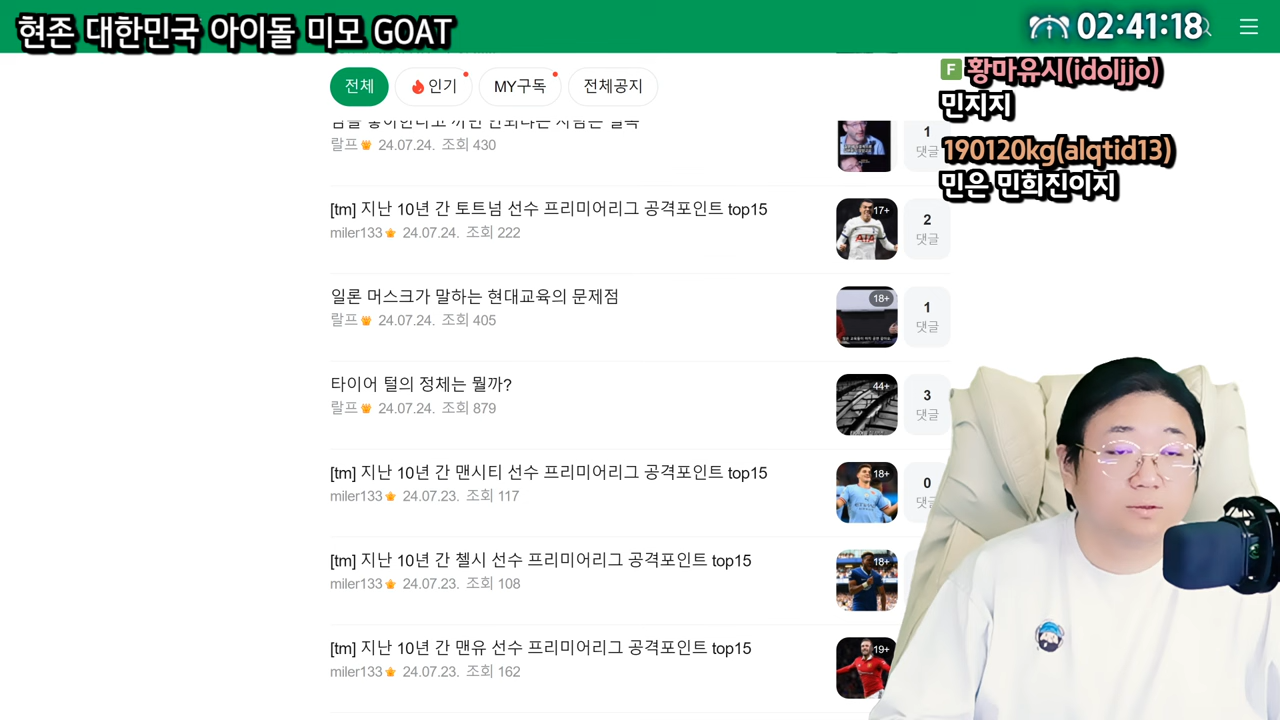 현존 대한민국 아이돌 미모 GOAT
02:41:18
전체
인기
MY구독
전체공지
F 황마유시(idoljjo)
민지지
190120kg(alqtid13)
민은 민희진이지
랄프 24.07.24. 조회 430
1
댓글
[tm] 지난 10년 간 토트넘 선수 프리미어리그 공격포인트 top15
miler133 24.07.24. 조회 222
17+
AIA
2
댓글
일론 머스크가 말하는 현대교육의 문제점
랄프 24.07.24. 조회 405
18+
1
댓글
타이어 털의 정체는 뭘까?
랄프 24.07.24. 조회 879
44+
3
댓글
[tm] 지난 10년 간 맨시티 선수 프리미어리그 공격포인트 top15
miler133 24.07.23. 조회 117
18+
0
댓글
[tm] 지난 10년 간 첼시 선수 프리미어리그 공격포인트 top15
miler133 24.07.23. 조회 108
18+
[tm] 지난 10년 간 맨유 선수 프리미어리그 공격포인트 top15
miler133 24.07.23. 조회 162
19+